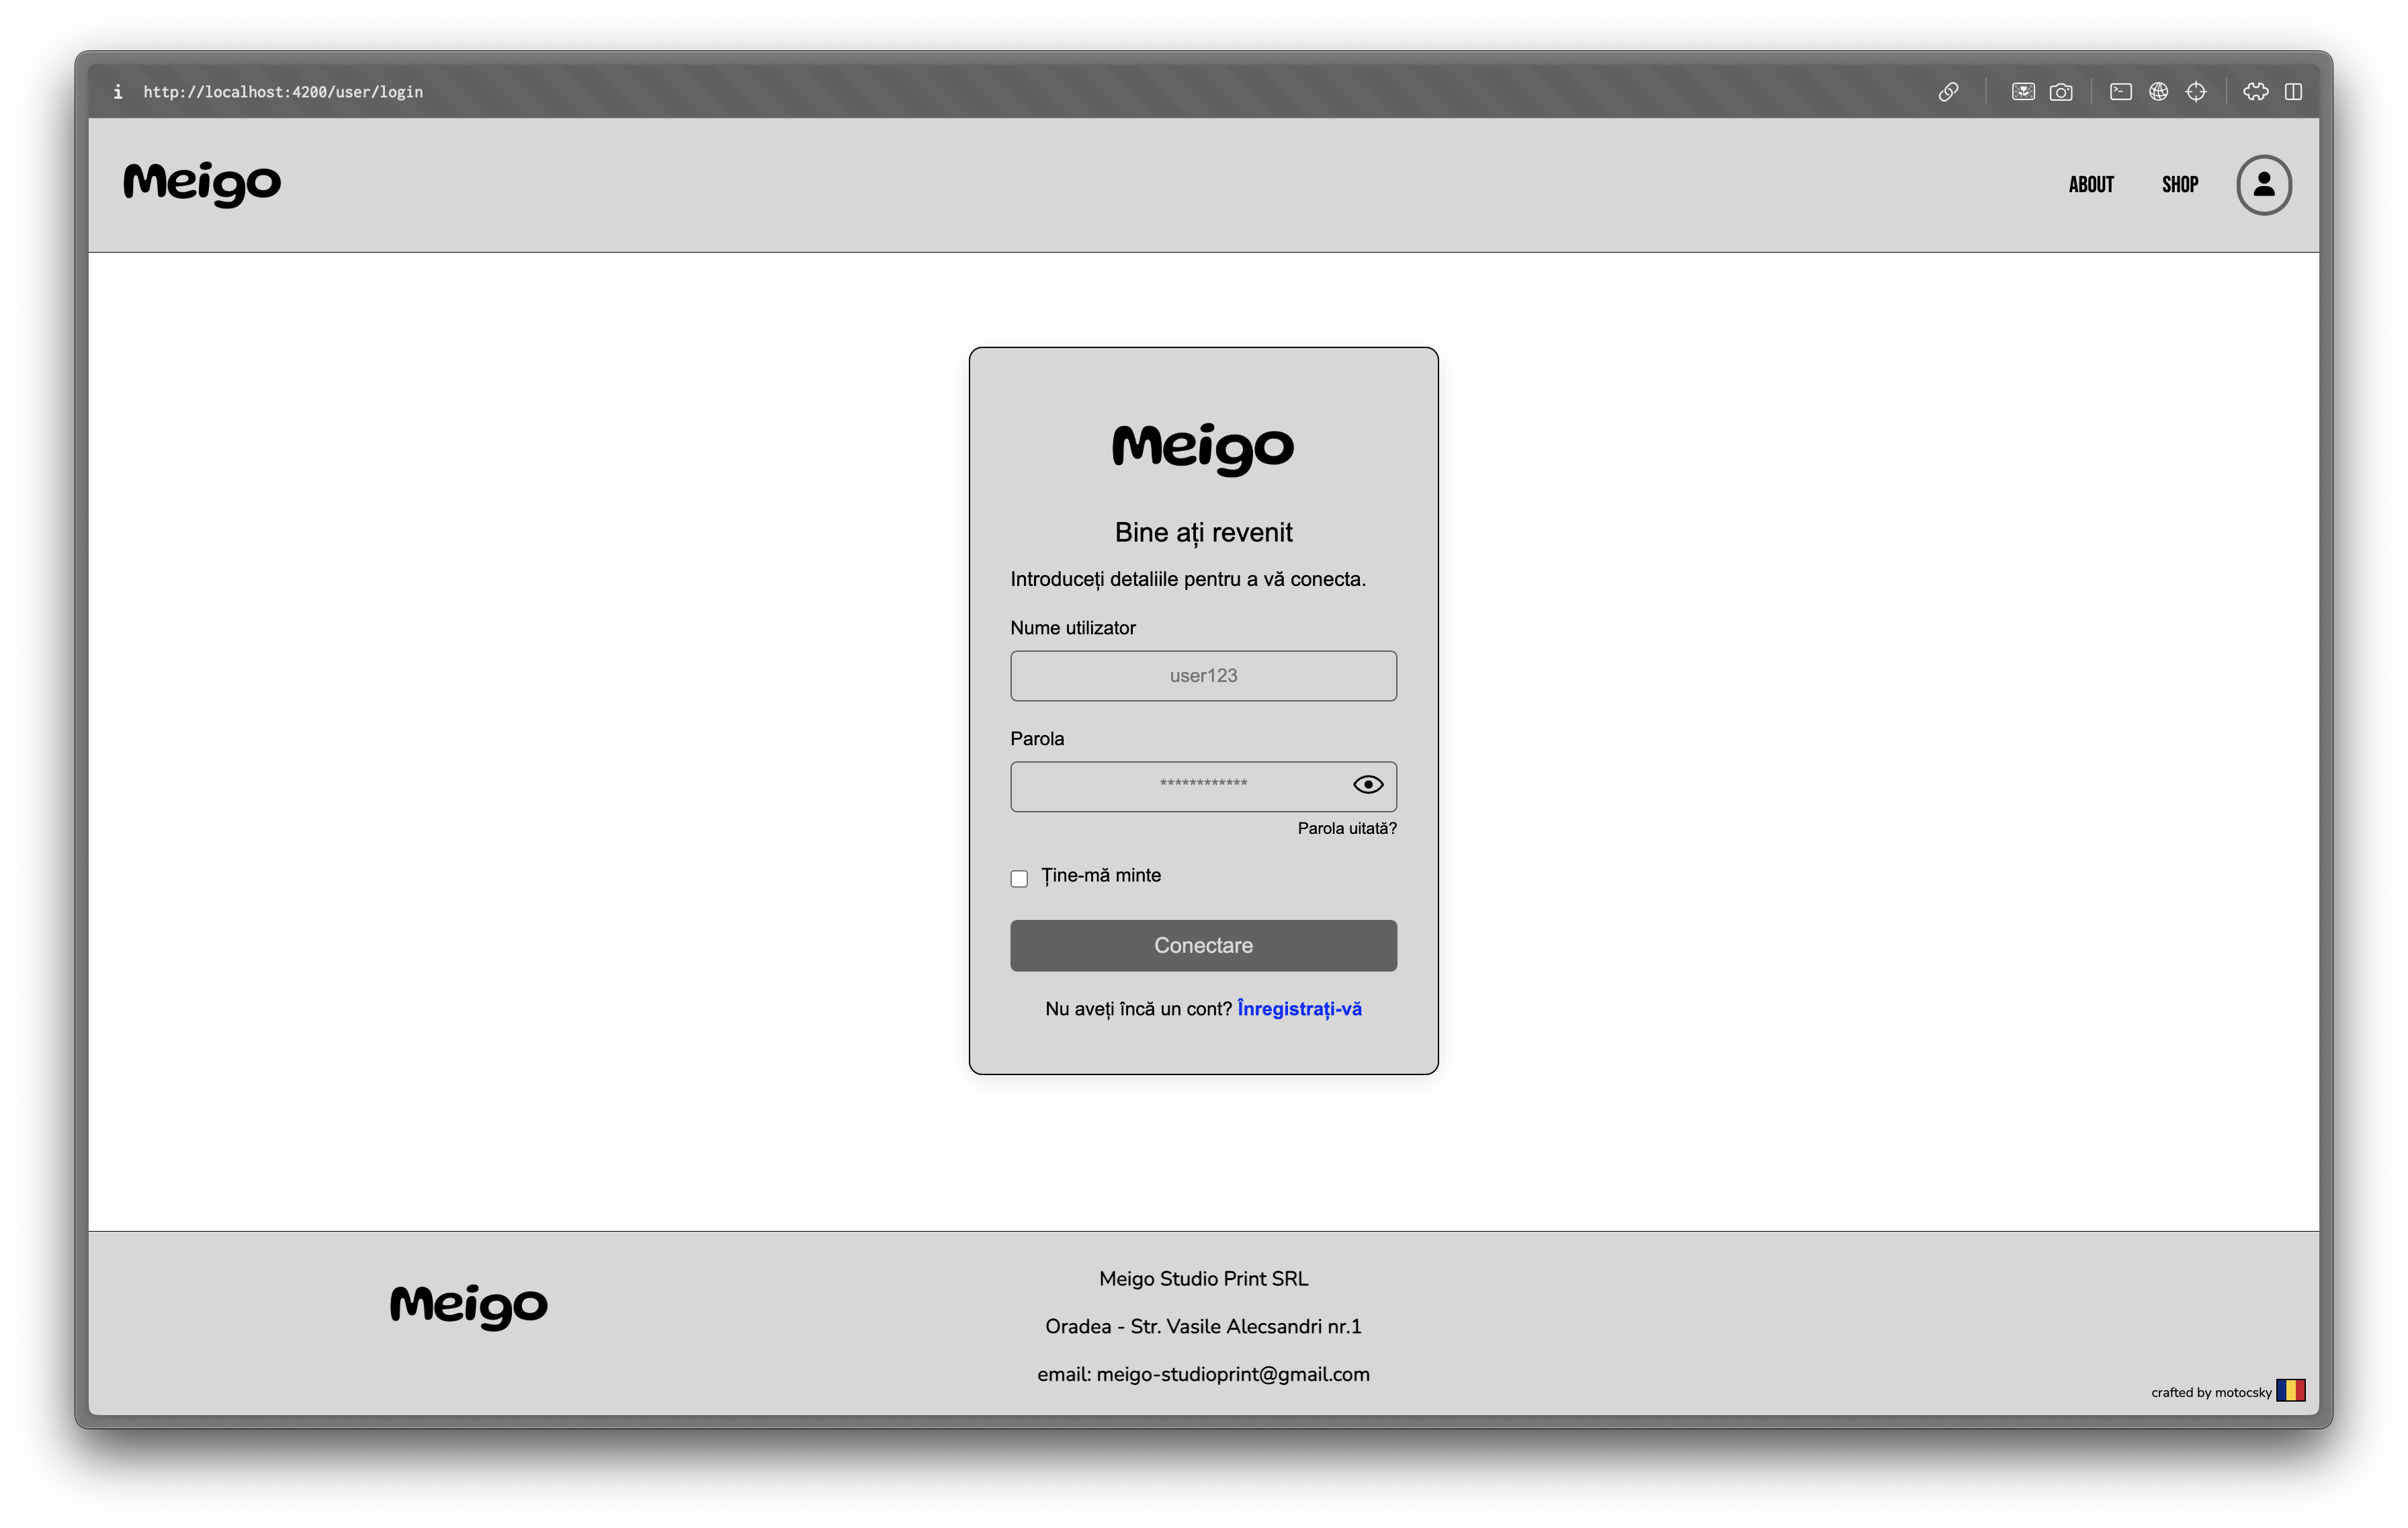 http://localhost:4200/user/login
Meigo
ABOUT
SHOP
Meigo
Bine ați revenit
Introduceți detaliile pentru a vă conecta.
Nume utilizator
user123
Parola
************
Parola uitată?
Ține-mă minte
Conectare
Nu aveți încă un cont? Înregistrați-vă
Meigo
Meigo Studio Print SRL
Oradea - Str. Vasile Alecsandri nr.1
email: meigo-studioprint@gmail.com
crafted by motocsky